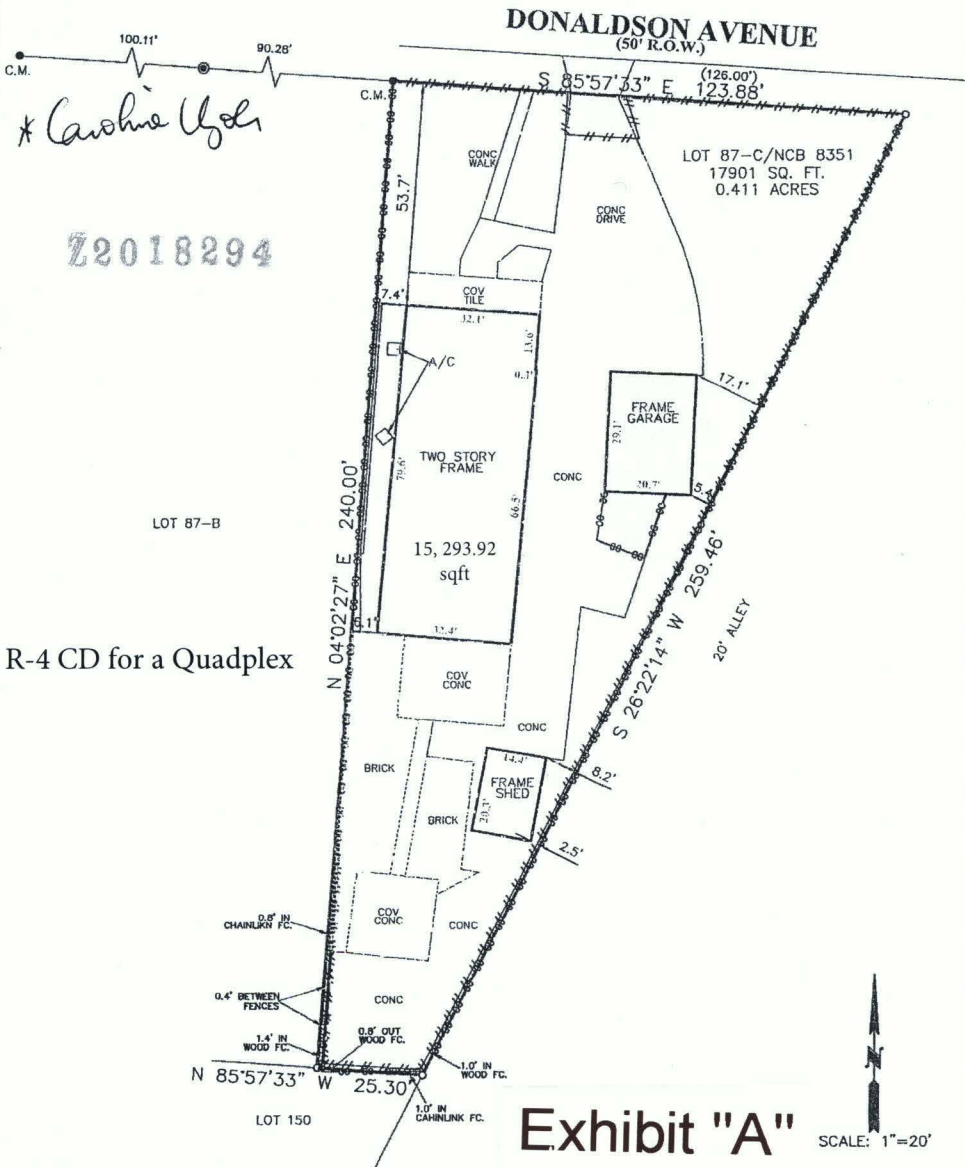 DONALDSON AVENUE
(50' R.O.W.)
100.11'
90.28'
C.M.
C.M.
S 85°57'33" E
(126.00')
123.88'
Z2018294
LOT 87-C/NCB 8351
17901 SQ. FT.
0.411 ACRES
CONC
WALK
53.7'
CONC
DRIVE
COV
TILE
7.4'
32.1'
13.6'
A/C
17.1'
FRAME
GARAGE
29.1'
20.7'
5.4'
TWO STORY
FRAME
79.6'
66.5'
CONC
N 04°02'27" E 240.00'
LOT 87-B
15, 293.92
sqft
S 26°22'14" W 259.46'
20' ALLEY
32.4'
R-4 CD for a Quadplex
COV
CONC
CONC
BRICK
14.4'
FRAME
SHED
20.3'
8.2'
BRICK
2.5'
COV
CONC
CONC
0.8' IN
CHAINLIKN FC.
0.4' BETWEEN
FENCES
CONC
1.4' IN
WOOD FC.
0.8' OUT
WOOD FC.
1.0' IN
WOOD FC.
N 85°57'33" W 25.30'
1.0' IN
CAHINLINK FC.
LOT 150
Exhibit "A"
N
SCALE: 1"=20'